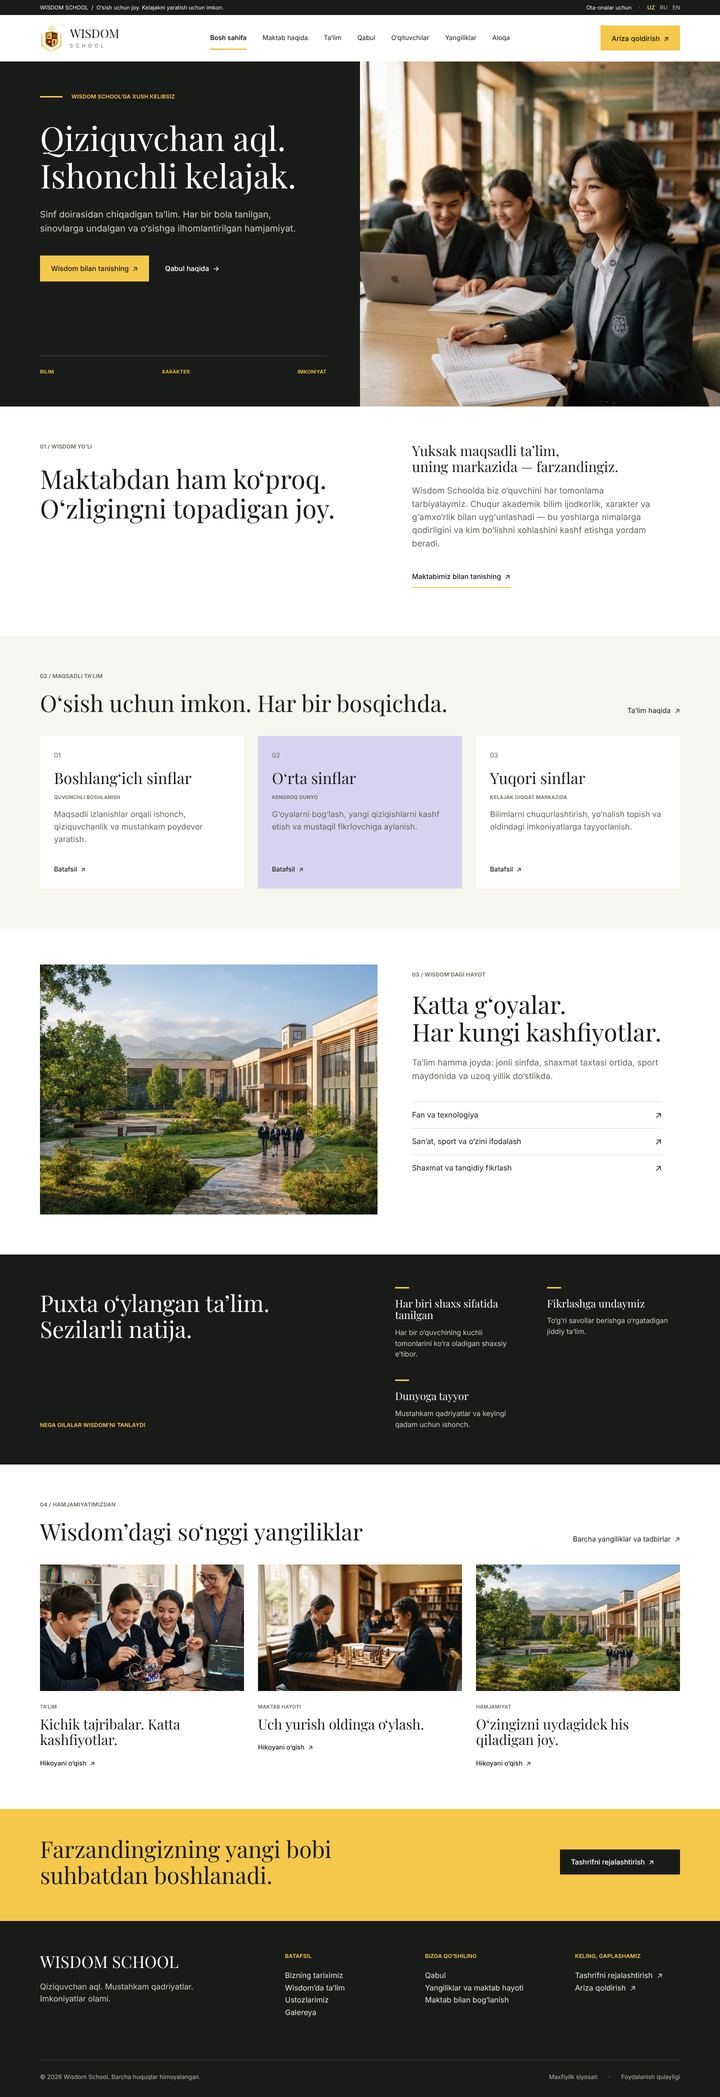 WISDOM SCHOOL / O‘sish uchun joy. Kelajakni yaratish uchun imkon.
Ota-onalar uchun · UZ RU EN
WISDOM
SCHOOL
Bosh sahifa Maktab haqida Ta’lim Qabul O‘qituvchilar Yangiliklar Aloqa
Ariza qoldirish ↗
WISDOM SCHOOL’GA XUSH KELIBSIZ
Qiziquvchan aql.
Ishonchli kelajak.
Sinf doirasidan chiqadigan ta’lim. Har bir bola tanilgan,
sinovlarga undalgan va o‘sishga ilhomlantirilgan hamjamiyat.
Wisdom bilan tanishing ↗ Qabul haqida →
BILIM XARAKTER IMKONIYAT
01 / WISDOM YO‘LI
Maktabdan ham ko‘proq.
O‘zligingni topadigan joy.
Yuksak maqsadli ta’lim,
uning markazida — farzandingiz.
Wisdom Schoolda biz o‘quvchini har tomonlama
tarbiyalaymiz. Chuqur akademik bilim ijodkorlik, xarakter va
g‘amxo‘rlik bilan uyg‘unlashadi — bu yoshlarga nimalarga
qodirligini va kim bo‘lishni xohlashini kashf etishga yordam
beradi.
Maktabimiz bilan tanishing ↗
02 / MAQSADLI TA’LIM
O‘sish uchun imkon. Har bir bosqichda.
Ta’lim haqida ↗
01
Boshlang‘ich sinflar
QUVONCHLI BOSHLANISH
Maqsadli izlanishlar orqali ishonch,
qiziquvchanlik va mustahkam poydevor
yaratish.
Batafsil ↗
02
O‘rta sinflar
KENGROQ DUNYO
G‘oyalarni bog‘lash, yangi qiziqishlarni kashf
etish va mustaqil fikrlovchiga aylanish.
Batafsil ↗
03
Yuqori sinflar
KELAJAK DIQQAT MARKAZIDA
Bilimlarni chuqurlashtirish, yo‘nalish topish va
oldindagi imkoniyatlarga tayyorlanish.
Batafsil ↗
03 / WISDOM’DAGI HAYOT
Katta g‘oyalar.
Har kungi kashfiyotlar.
Ta’lim hamma joyda: jonli sinfda, shaxmat taxtasi ortida, sport
maydonida va uzoq yillik do‘stlikda.
Fan va texnologiya ↗
San’at, sport va o‘zini ifodalash ↗
Shaxmat va tanqidiy fikrlash ↗
Puxta o‘ylangan ta’lim.
Sezilarli natija.
NEGA OILALAR WISDOM’NI TANLAYDI
Har biri shaxs sifatida
tanilgan
Har bir o‘quvchining kuchli
tomonlarini ko‘ra oladigan shaxsiy
e’tibor.
Fikrlashga undaymiz
To‘g‘ri savollar berishga o‘rgatadigan
jiddiy ta’lim.
Dunyoga tayyor
Mustahkam qadriyatlar va keyingi
qadam uchun ishonch.
04 / HAMJAMIYATIMIZDAN
Wisdom’dagi so‘nggi yangiliklar
Barcha yangiliklar va tadbirlar ↗
TA’LIM
Kichik tajribalar. Katta
kashfiyotlar.
Hikoyani o‘qish ↗
MAKTAB HAYOTI
Uch yurish oldinga o‘ylash.
Hikoyani o‘qish ↗
HAMJAMIYAT
O‘zingizni uydagidek his
qiladigan joy.
Hikoyani o‘qish ↗
Farzandingizning yangi bobi
suhbatdan boshlanadi.
Tashrifni rejalashtirish ↗
WISDOM SCHOOL
Qiziquvchan aql. Mustahkam qadriyatlar.
Imkoniyatlar olami.
BATAFSIL
Bizning tariximiz
Wisdom’da ta’lim
Ustozlarimiz
Galereya
BIZGA QO‘SHILING
Qabul
Yangiliklar va maktab hayoti
Maktab bilan bog‘lanish
KELING, GAPLASHAMIZ
Tashrifni rejalashtirish ↗
Ariza qoldirish ↗
© 2026 Wisdom School. Barcha huquqlar himoyalangan.
Maxfiylik siyosati · Foydalanish qulayligi